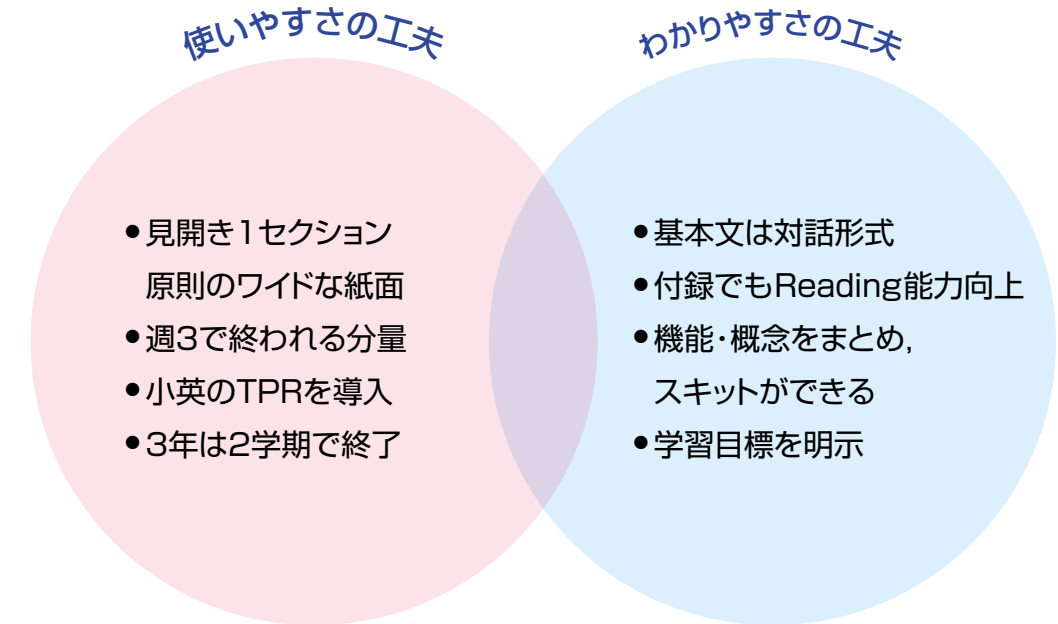 使いやすさの工夫
●見開き1セクション
原則のワイドな紙面
●週3で終われる分量
●小英のTPRを導入
●3年は2学期で終了
わかりやすさの工夫
●基本文は対話形式
●付録でもReading能力向上
●機能・概念をまとめ,
スキットができる
●学習目標を明示